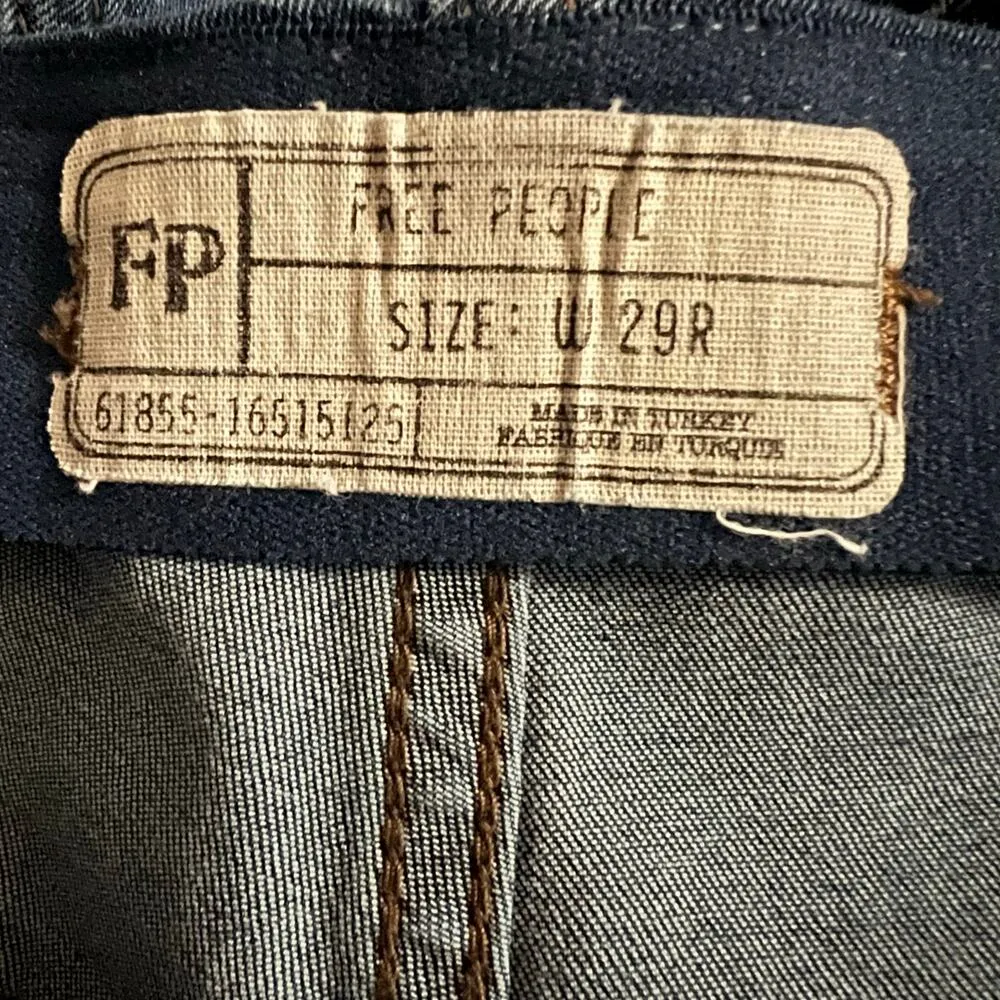 FP
FREE PEOPLE
SIZE: W 29R
61855-16515125
MADE IN TURKEY
FABRIQUE EN TURQUIE